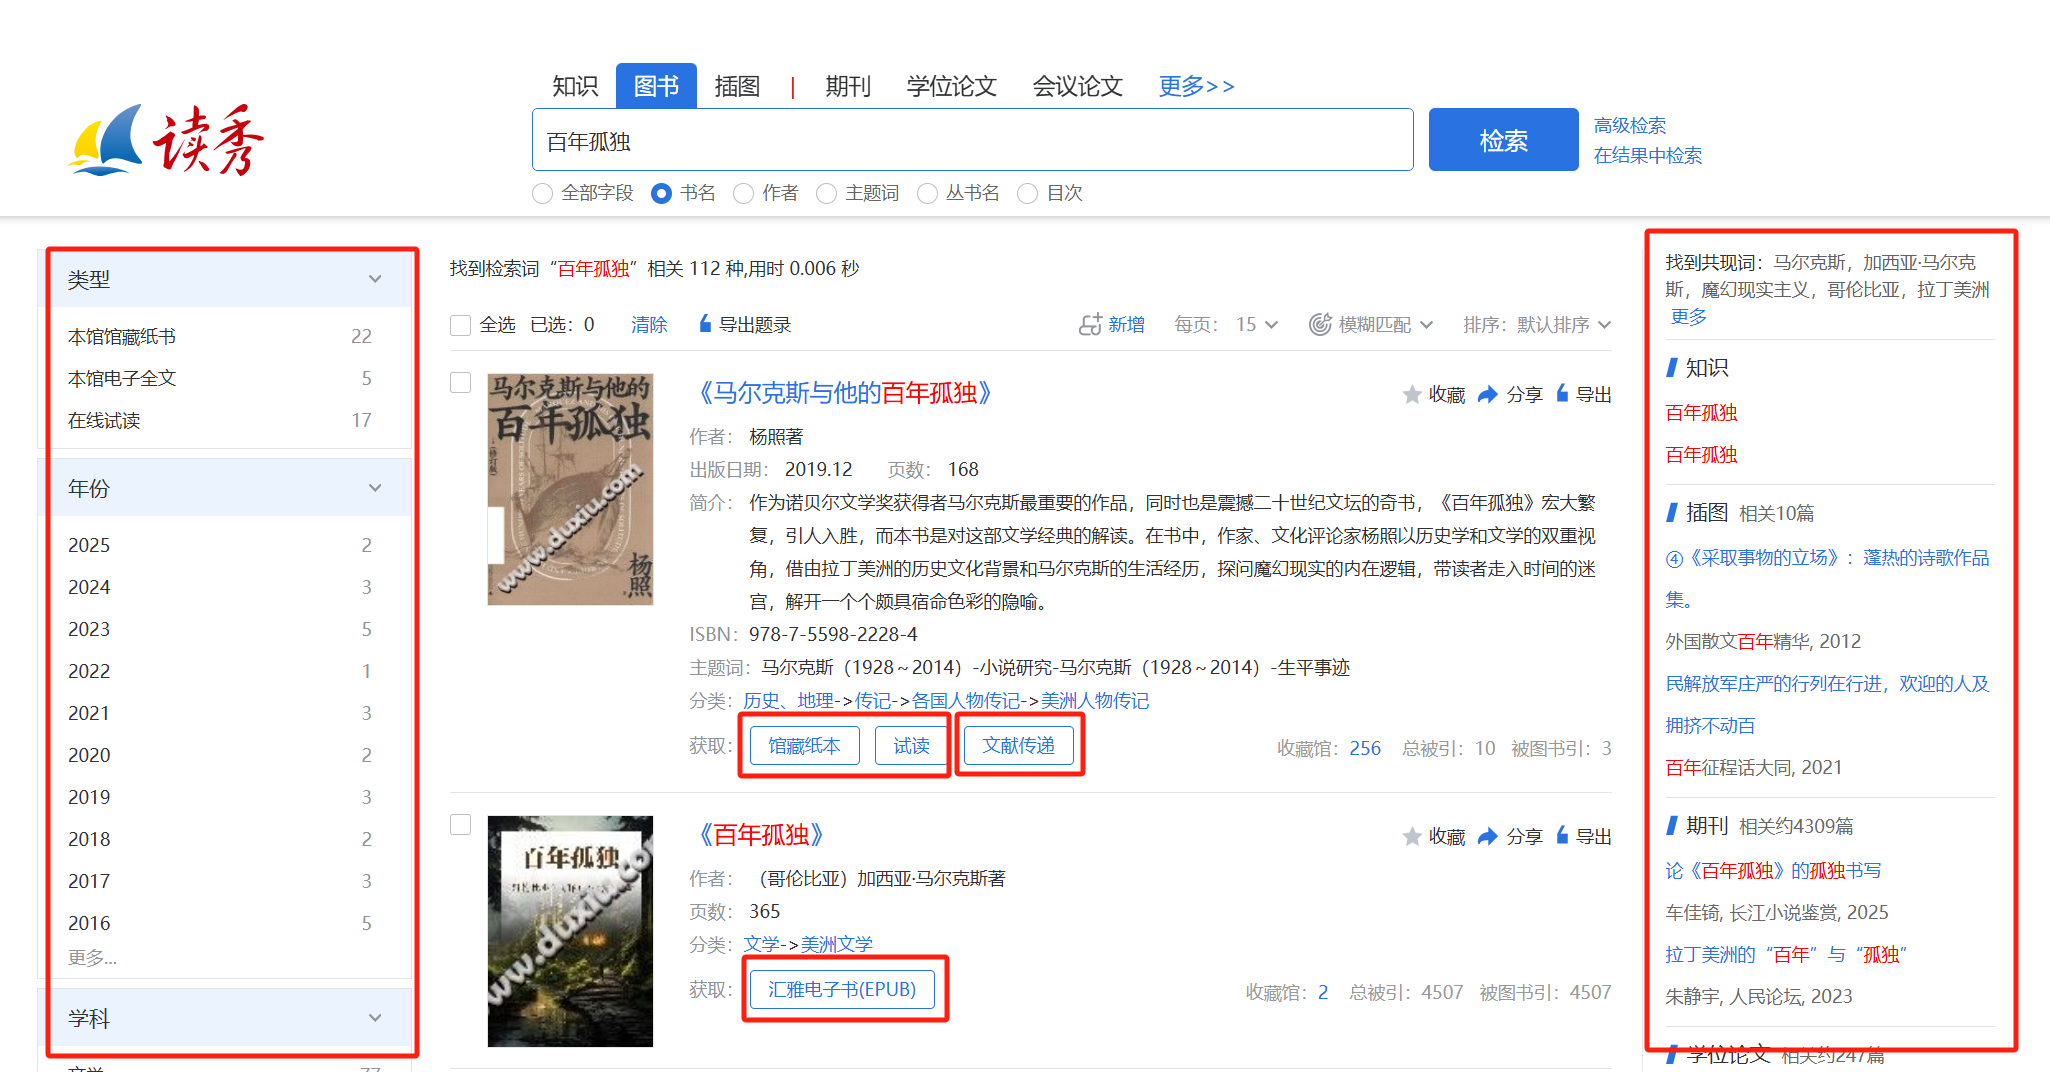 知识 图书 插图 | 期刊 学位论文 会议论文 更多>>
读秀
百年孤独
检索
高级检索
在结果中检索
全部字段 书名 作者 主题词 丛书名 目次
类型
本馆馆藏纸书 22
本馆电子全文 5
在线试读 17
年份
2025 2
2024 3
2023 5
2022 1
2021 3
2020 2
2019 3
2018 2
2017 3
2016 5
更多...
学科
文学 77
找到检索词“百年孤独”相关 112 种,用时 0.006 秒
全选 已选：0 清除 导出题录 新增 每页： 15 模糊匹配 排序：默认排序
马尔克斯与他的
百年孤独
杨照
www.duxiu.com
《马尔克斯与他的百年孤独》
收藏 分享 导出
作者： 杨照著
出版日期： 2019.12 页数： 168
简介： 作为诺贝尔文学奖获得者马尔克斯最重要的作品，同时也是震撼二十世纪文坛的奇书，《百年孤独》宏大繁
复，引人入胜，而本书是对这部文学经典的解读。在书中，作家、文化评论家杨照以历史学和文学的双重视
角，借由拉丁美洲的历史文化背景和马尔克斯的生活经历，探问魔幻现实的内在逻辑，带读者走入时间的迷
宫，解开一个个颇具宿命色彩的隐喻。
ISBN：978-7-5598-2228-4
主题词：马尔克斯（1928～2014）-小说研究-马尔克斯（1928～2014）-生平事迹
分类：历史、地理->传记->各国人物传记->美洲人物传记
获取： 馆藏纸本 试读 文献传递
收藏馆：256 总被引：10 被图书引：3
百年孤独
www.duxiu.com
《百年孤独》
收藏 分享 导出
作者： （哥伦比亚）加西亚·马尔克斯著
页数： 365
分类：文学->美洲文学
获取： 汇雅电子书(EPUB)
收藏馆：2 总被引：4507 被图书引：4507
找到共现词：马尔克斯，加西亚·马尔克
斯，魔幻现实主义，哥伦比亚，拉丁美洲
更多
知识
百年孤独
百年孤独
插图 相关10篇
④《采取事物的立场》：蓬热的诗歌作品
集。
外国散文百年精华, 2012
民解放军庄严的行列在行进，欢迎的人及
拥挤不动百
百年征程话大同, 2021
期刊 相关约4309篇
论《百年孤独》的孤独书写
车佳锜, 长江小说鉴赏, 2025
拉丁美洲的“百年”与“孤独”
朱静宇, 人民论坛, 2023
学位论文 相关约247篇